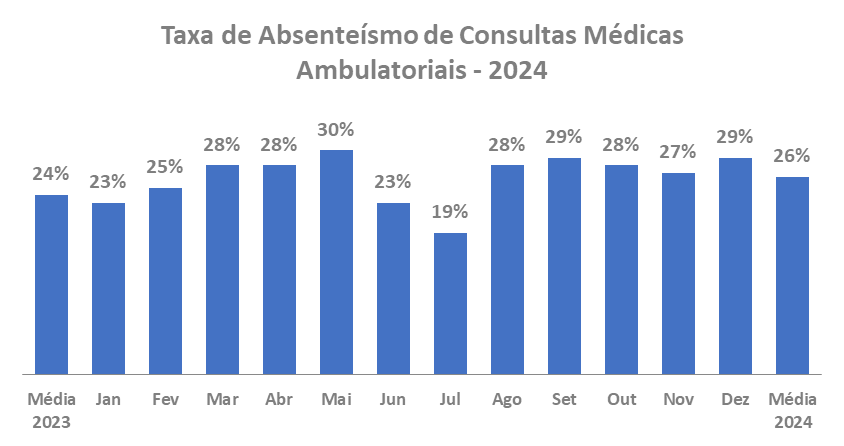 Taxa de Absenteísmo de Consultas Médicas
Ambulatoriais - 2024
24%
23%
25%
28%
28%
30%
23%
19%
28%
29%
28%
27%
29%
26%
Média
2023
Jan
Fev
Mar
Abr
Mai
Jun
Jul
Ago
Set
Out
Nov
Dez
Média
2024